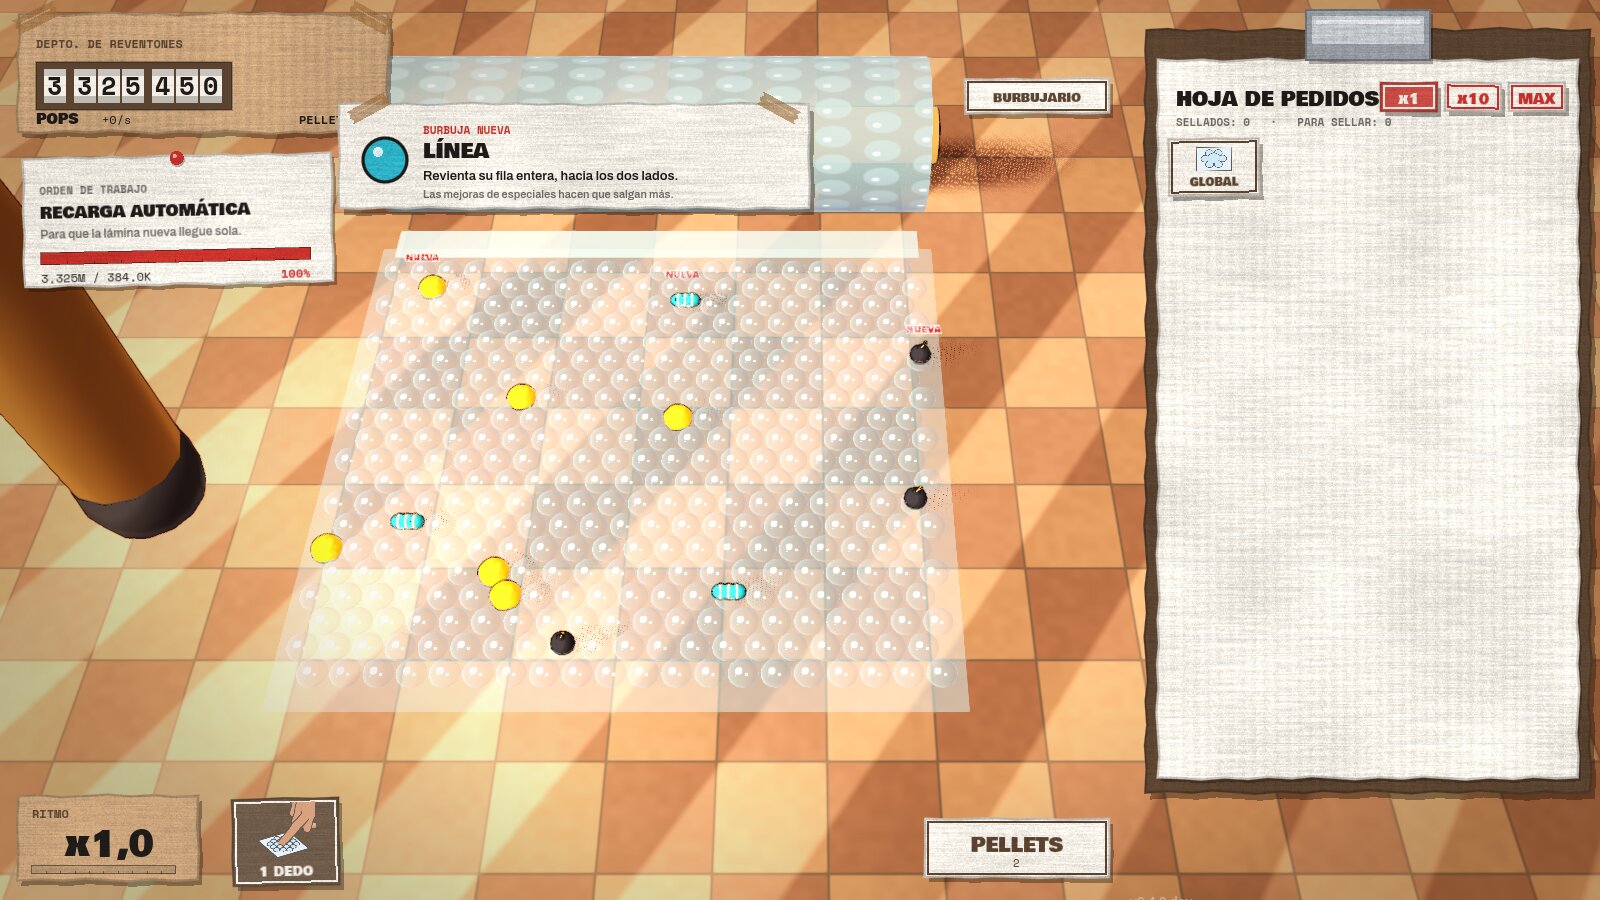 DEPTO. DE REVENTONES
3 325 450
POPS +0/s
ORDEN DE TRABAJO
RECARGA AUTOMÁTICA
Para que la lámina nueva llegue sola.
3,325M / 384.0K 100%
BURBUJA NUEVA
LÍNEA
Revienta su fila entera, hacia los dos lados.
Las mejoras de especiales hacen que salgan más.
BURBUJARIO
HOJA DE PEDIDOS x1 x10 MAX
SELLADOS: 0 · PARA SELLAR: 0
GLOBAL
NUEVA
NUEVA
NUEVA
RITMO
x1,0
1 DEDO
PELLETS
2